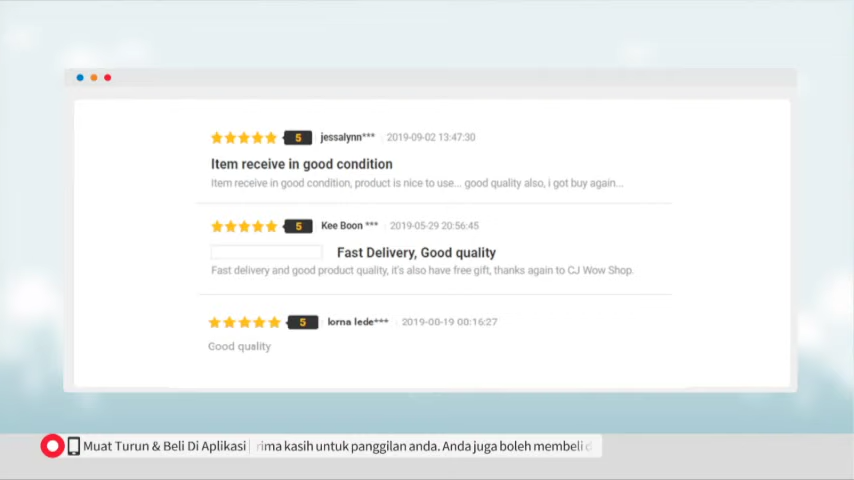 5 jessalynn*** 2019-09-02 13:47:30
Item receive in good condition
Item receive in good condition, product is nice to use... good quality also, i got buy again...
5 Kee Boon *** 2019-05-29 20:56:45
Fast Delivery, Good quality
Fast delivery and good product quality, it's also have free gift, thanks again to CJ Wow Shop.
5 lorna lede*** 2019-00-19 00:16:27
Good quality
Muat Turun & Beli Di Aplikasi rima kasih untuk panggilan anda. Anda juga boleh membeli